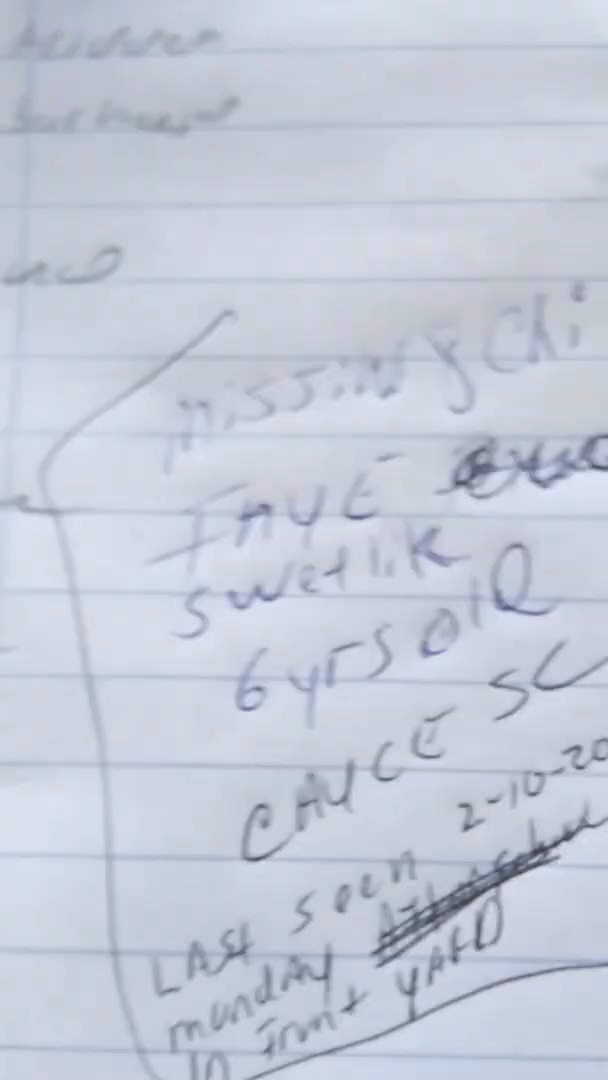 missing Chi
FAYE
swetlik
6 yrs old
CAYCE SC
LAST seen 2-10-20
monday
In Front YARD